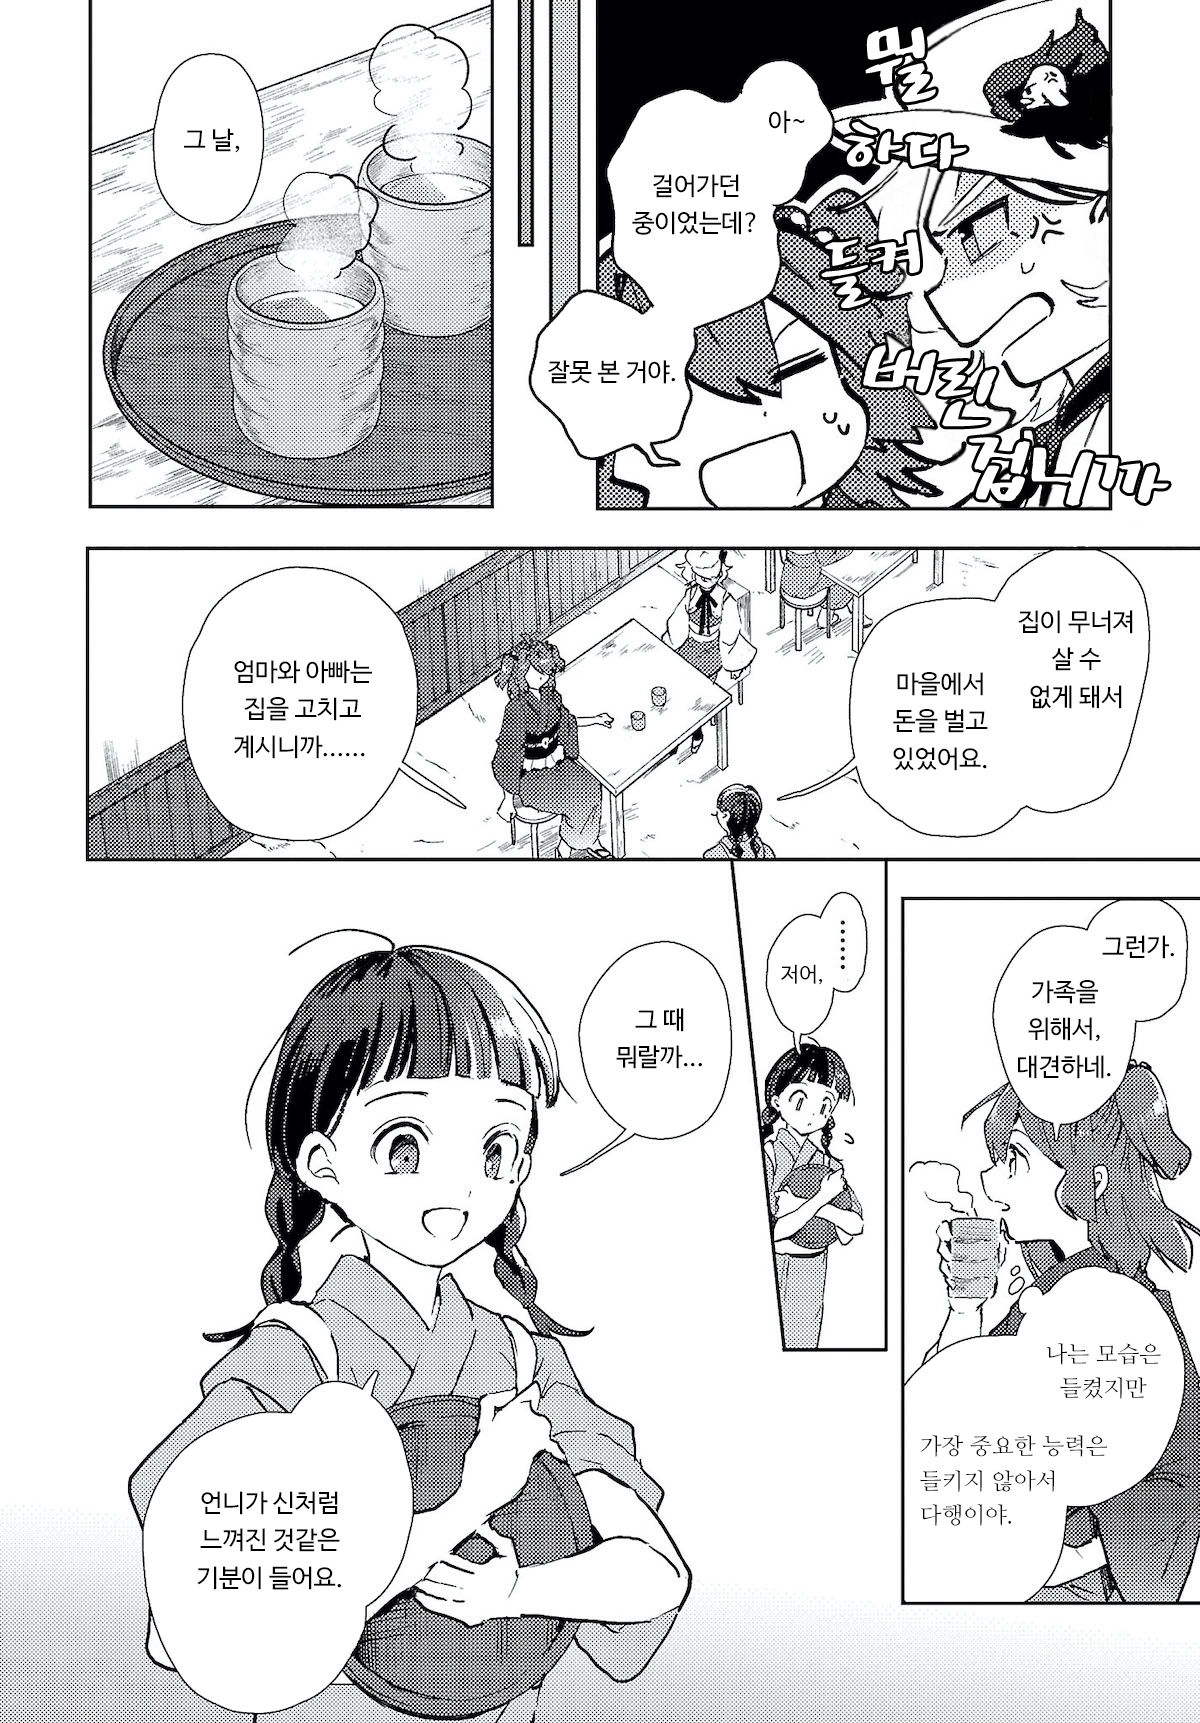 뭘
하다
들켜
버린
겁니까
아~
걸어가던
중이었는데?
잘못 본 거야.
그 날,
집이 무너져
살 수
없게 돼서
마을에서
돈을 벌고
있었어요.
엄마와 아빠는
집을 고치고
계시니까......
그런가.
가족을
위해서,
대견하네.
나는 모습은
들켰지만
가장 중요한 능력은
들키지 않아서
다행이야.
······
저어,
그 때
뭐랄까...
언니가 신처럼
느껴진 것같은
기분이 들어요.